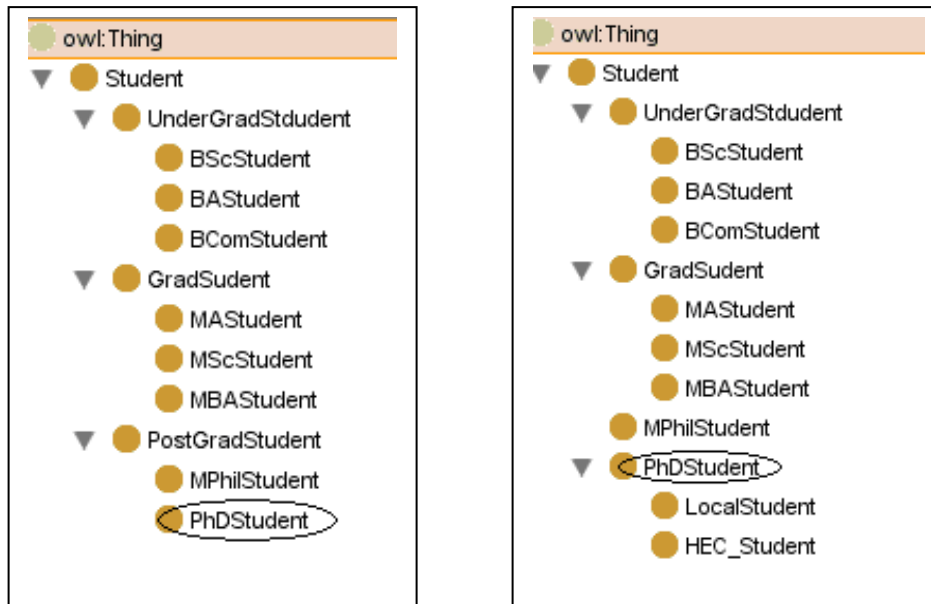 owl:Thing
Student
UnderGradStdudent
BScStudent
BAStudent
BComStudent
GradSudent
MAStudent
MScStudent
MBAStudent
PostGradStudent
MPhilStudent
PhDStudent
owl:Thing
Student
UnderGradStdudent
BScStudent
BAStudent
BComStudent
GradSudent
MAStudent
MScStudent
MBAStudent
MPhilStudent
PhDStudent
LocalStudent
HEC_Student